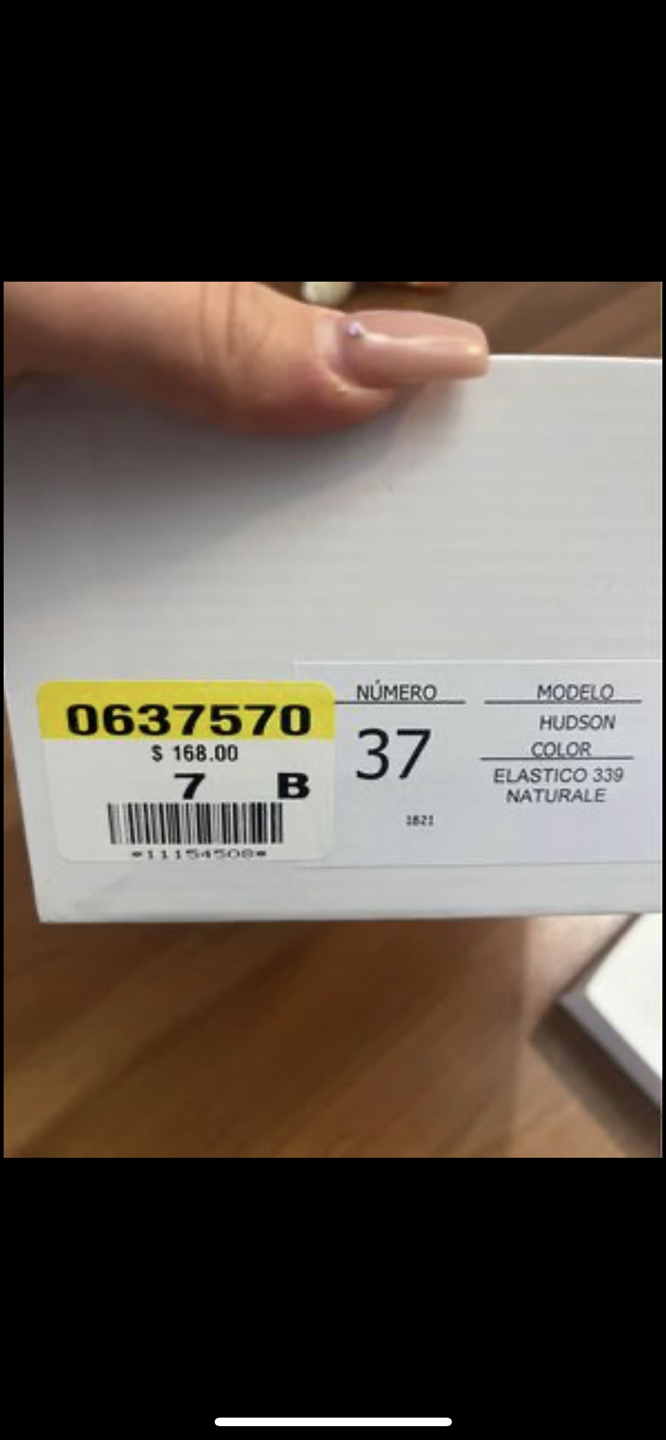 0637570
$ 168.00
7 B
*11154508*
NÚMERO
37
1821
MODELO
HUDSON
COLOR
ELASTICO 339
NATURALE